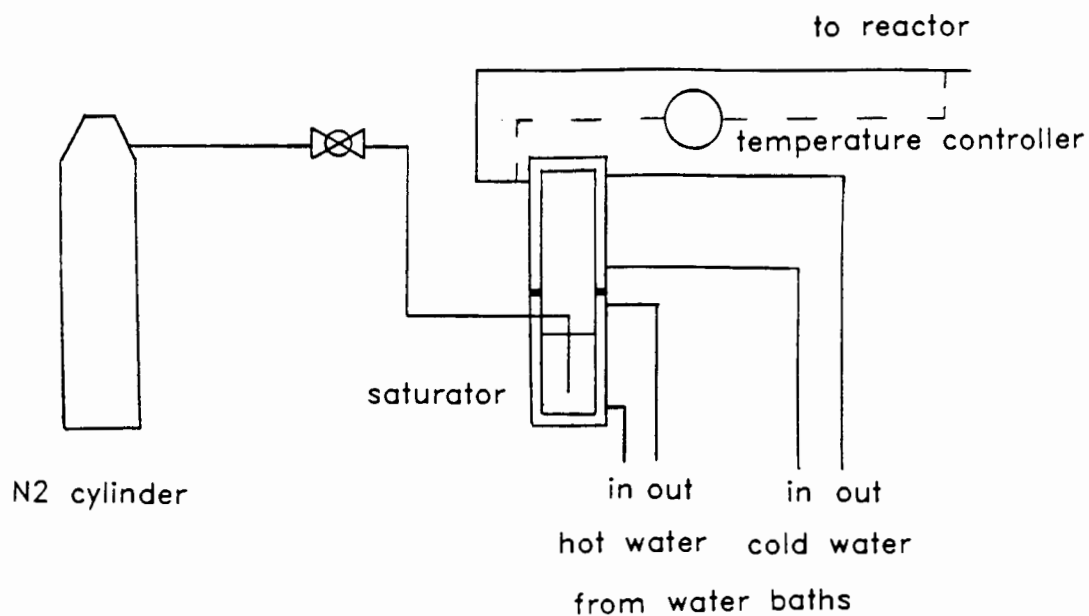 to reactor
temperature controller
saturator
N2 cylinder
in out in out
hot water cold water
from water baths